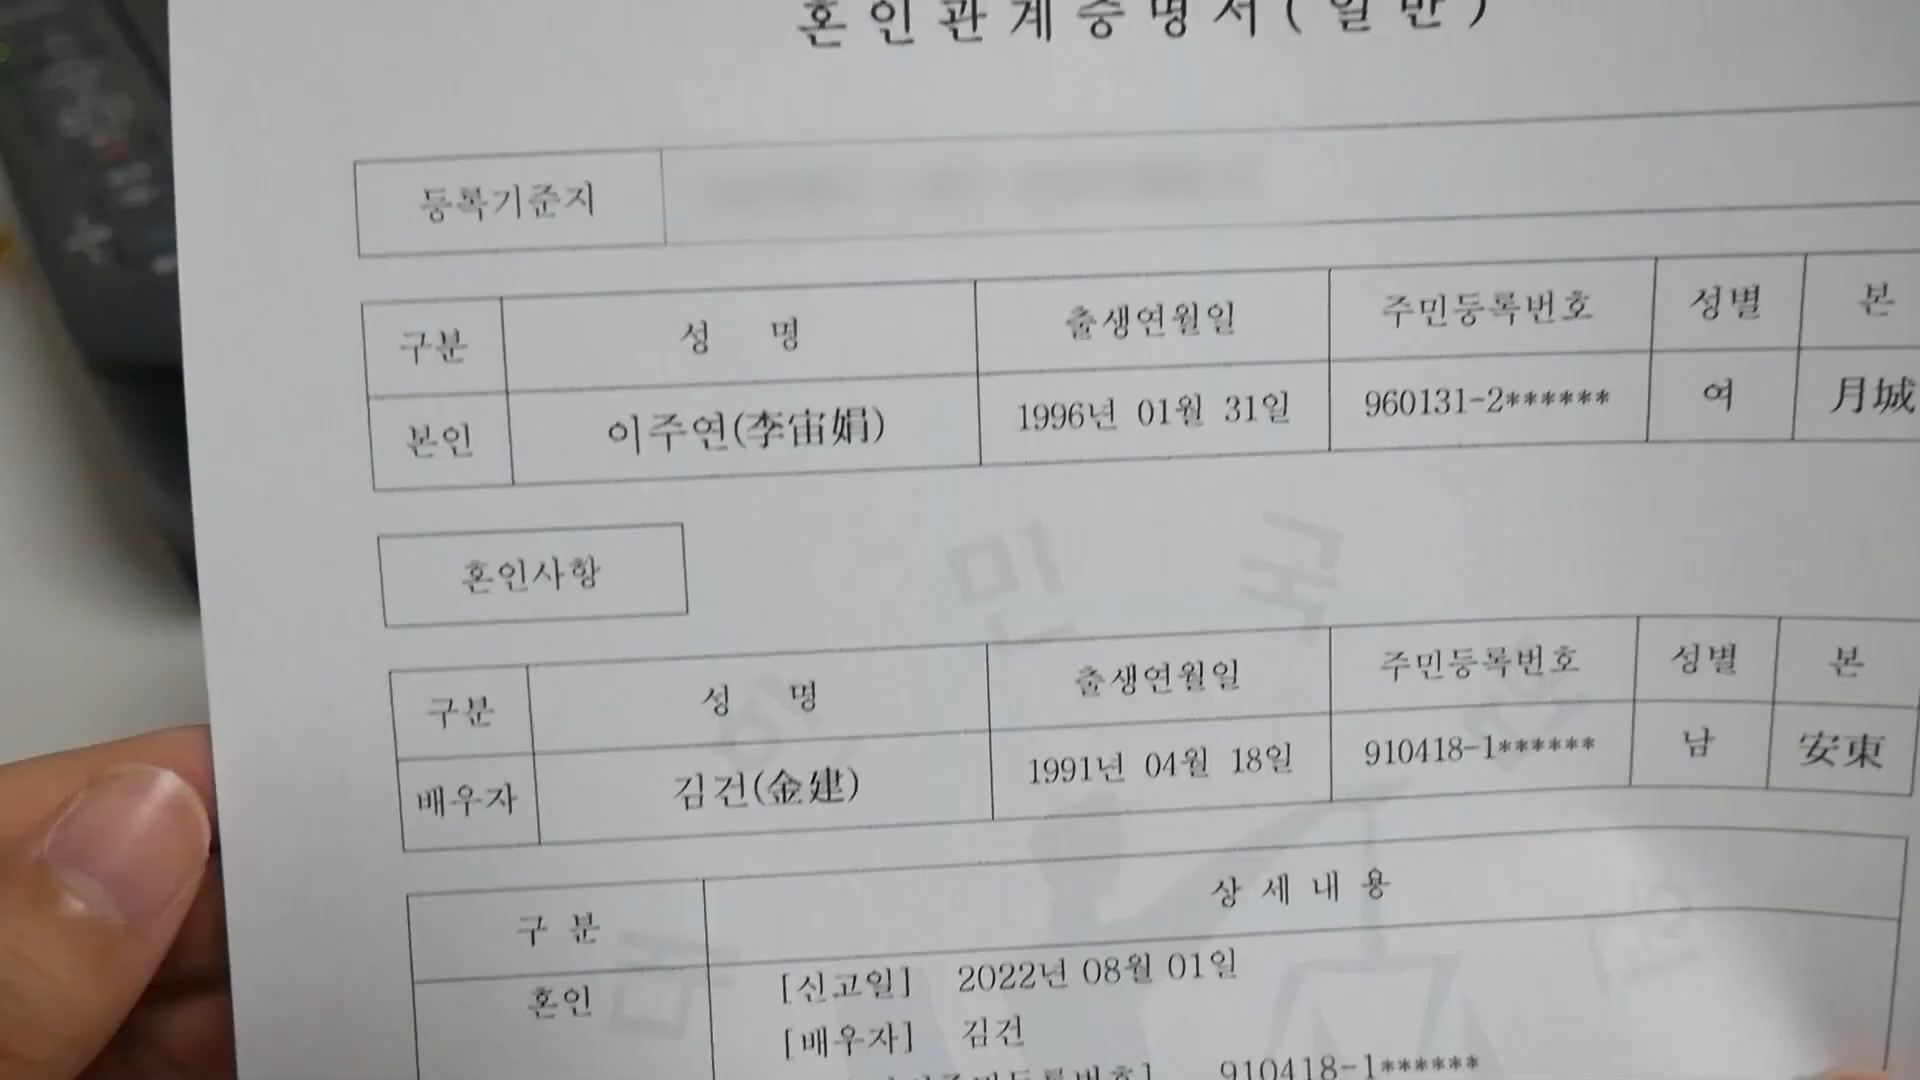 혼인관계증명서(일반)
등록기준지
구분 성 명 출생연월일 주민등록번호 성별 본
본인 이주연(李宙娟) 1996년 01월 31일 960131-2****** 여 月城
혼인사항
구분 성 명 출생연월일 주민등록번호 성별 본
배우자 김건(金建) 1991년 04월 18일 910418-1****** 남 安東
구 분 상 세 내 용
혼인 [신고일] 2022년 08월 01일
[배우자] 김건
주민등록번호] 910418-1******